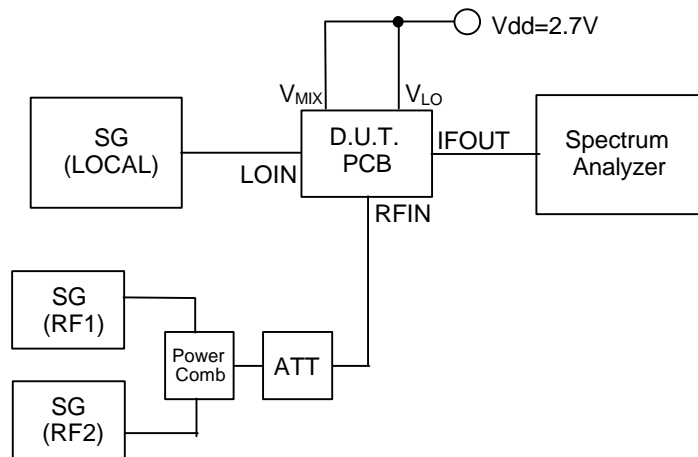 Vdd=2.7V
VMIX
VLO
SG
(LOCAL)
LOIN
D.U.T.
PCB
IFOUT
RFIN
Spectrum
Analyzer
SG
(RF1)
Power
Comb
ATT
SG
(RF2)